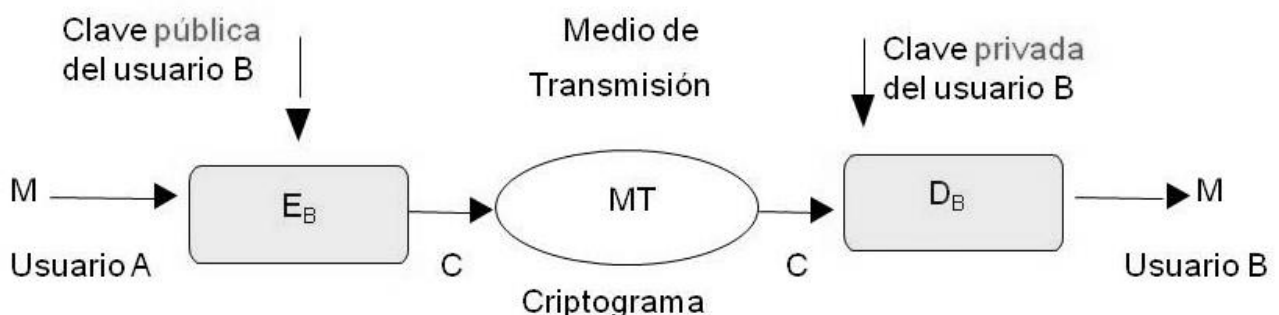 Clave pública
del usuario B
Medio de
Transmisión
Clave privada
del usuario B
M
E_B
MT
D_B
M
Usuario A
C
C
Usuario B
Criptograma